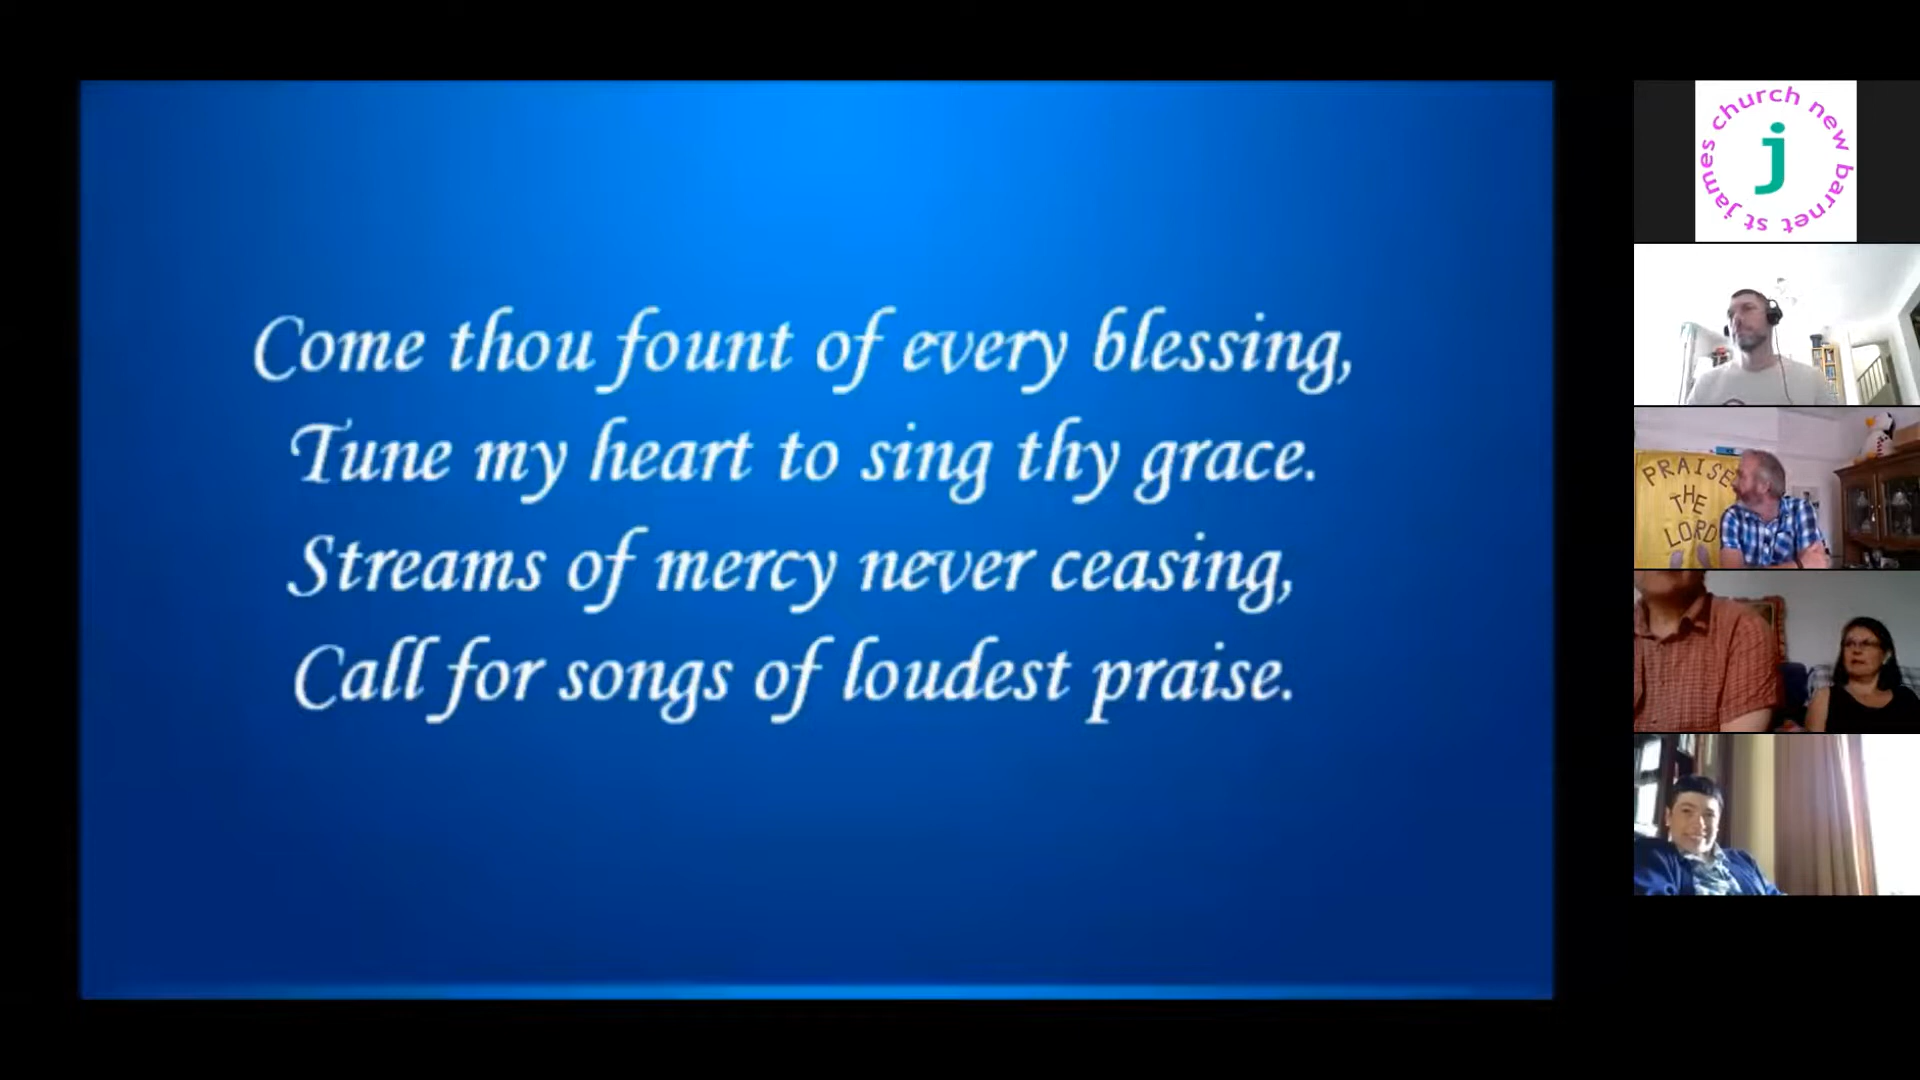 Come thou fount of every blessing,
Tune my heart to sing thy grace.
Streams of mercy never ceasing,
Call for songs of loudest praise.
st james church new barnet
j
PRAISE
THE
LORD